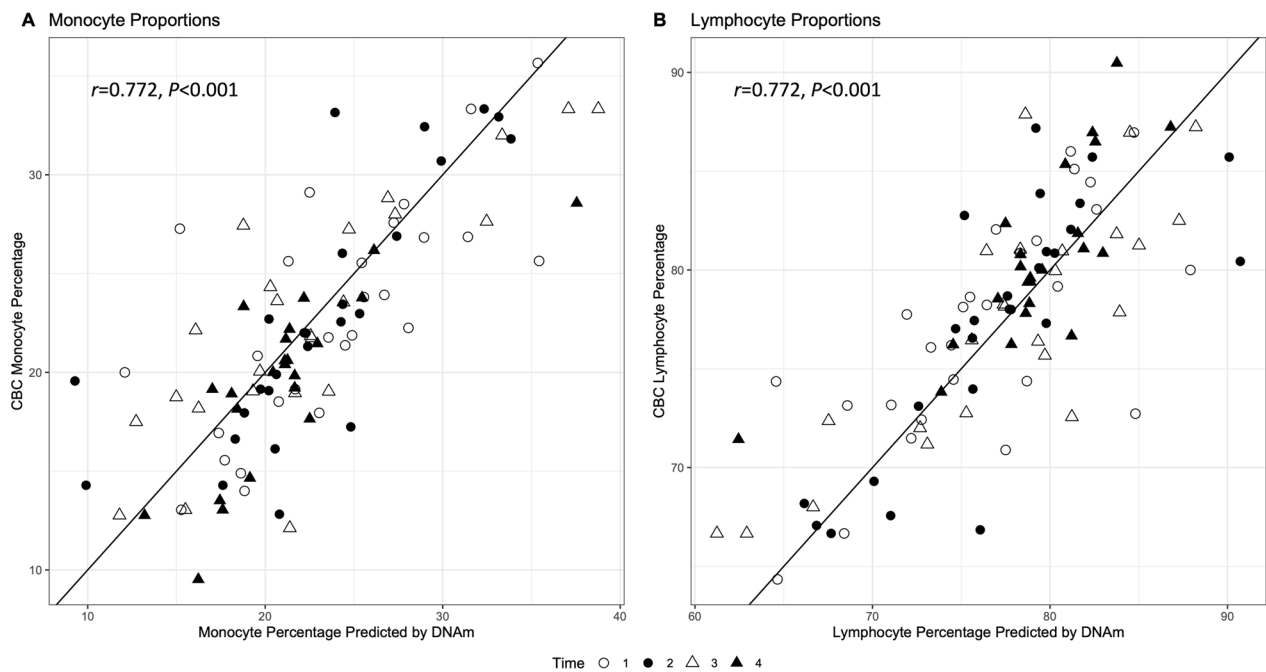 A Monocyte Proportions
r=0.772, P<0.001
CBC Monocyte Percentage
30
20
10
10 20 30 40
Monocyte Percentage Predicted by DNAm
B Lymphocyte Proportions
r=0.772, P<0.001
CBC Lymphocyte Percentage
90
80
70
60 70 80 90
Lymphocyte Percentage Predicted by DNAm
Time 1 2 3 4